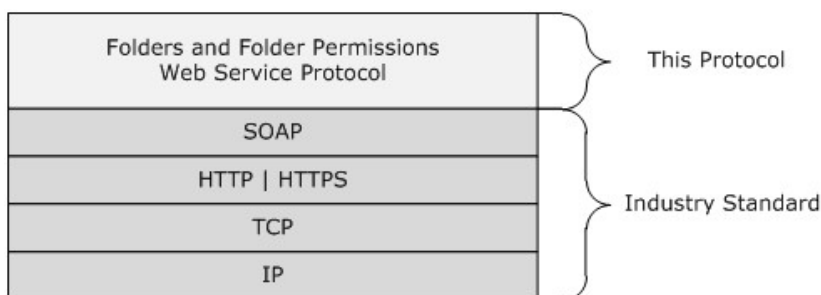 Folders and Folder Permissions
Web Service Protocol
This Protocol
SOAP
HTTP | HTTPS
TCP
IP
Industry Standard